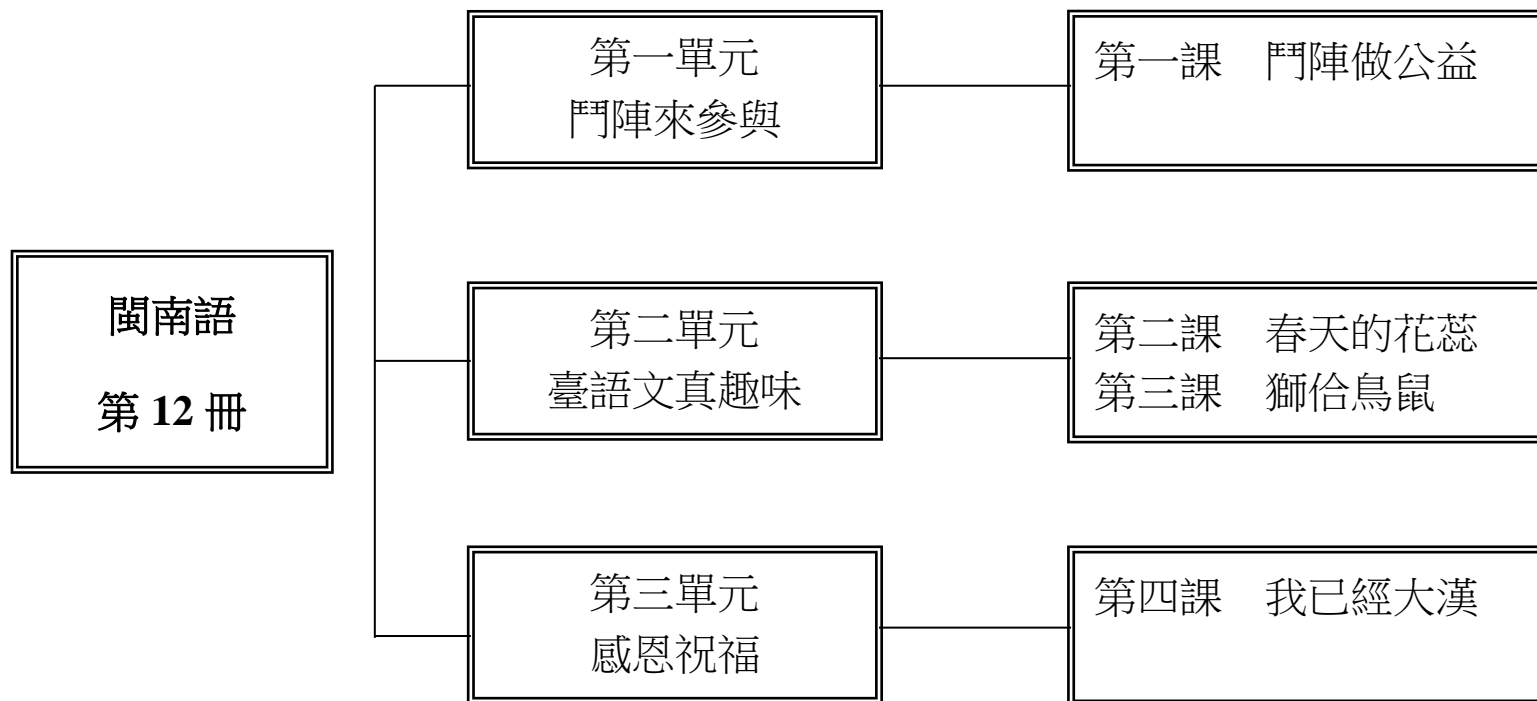 閩南語
第 12 冊
第一單元
鬥陣來參與
第一課　鬥陣做公益
第二單元
臺語文真趣味
第二課　春天的花蕊
第三課　獅佮鳥鼠
第三單元
感恩祝福
第四課　我已經大漢